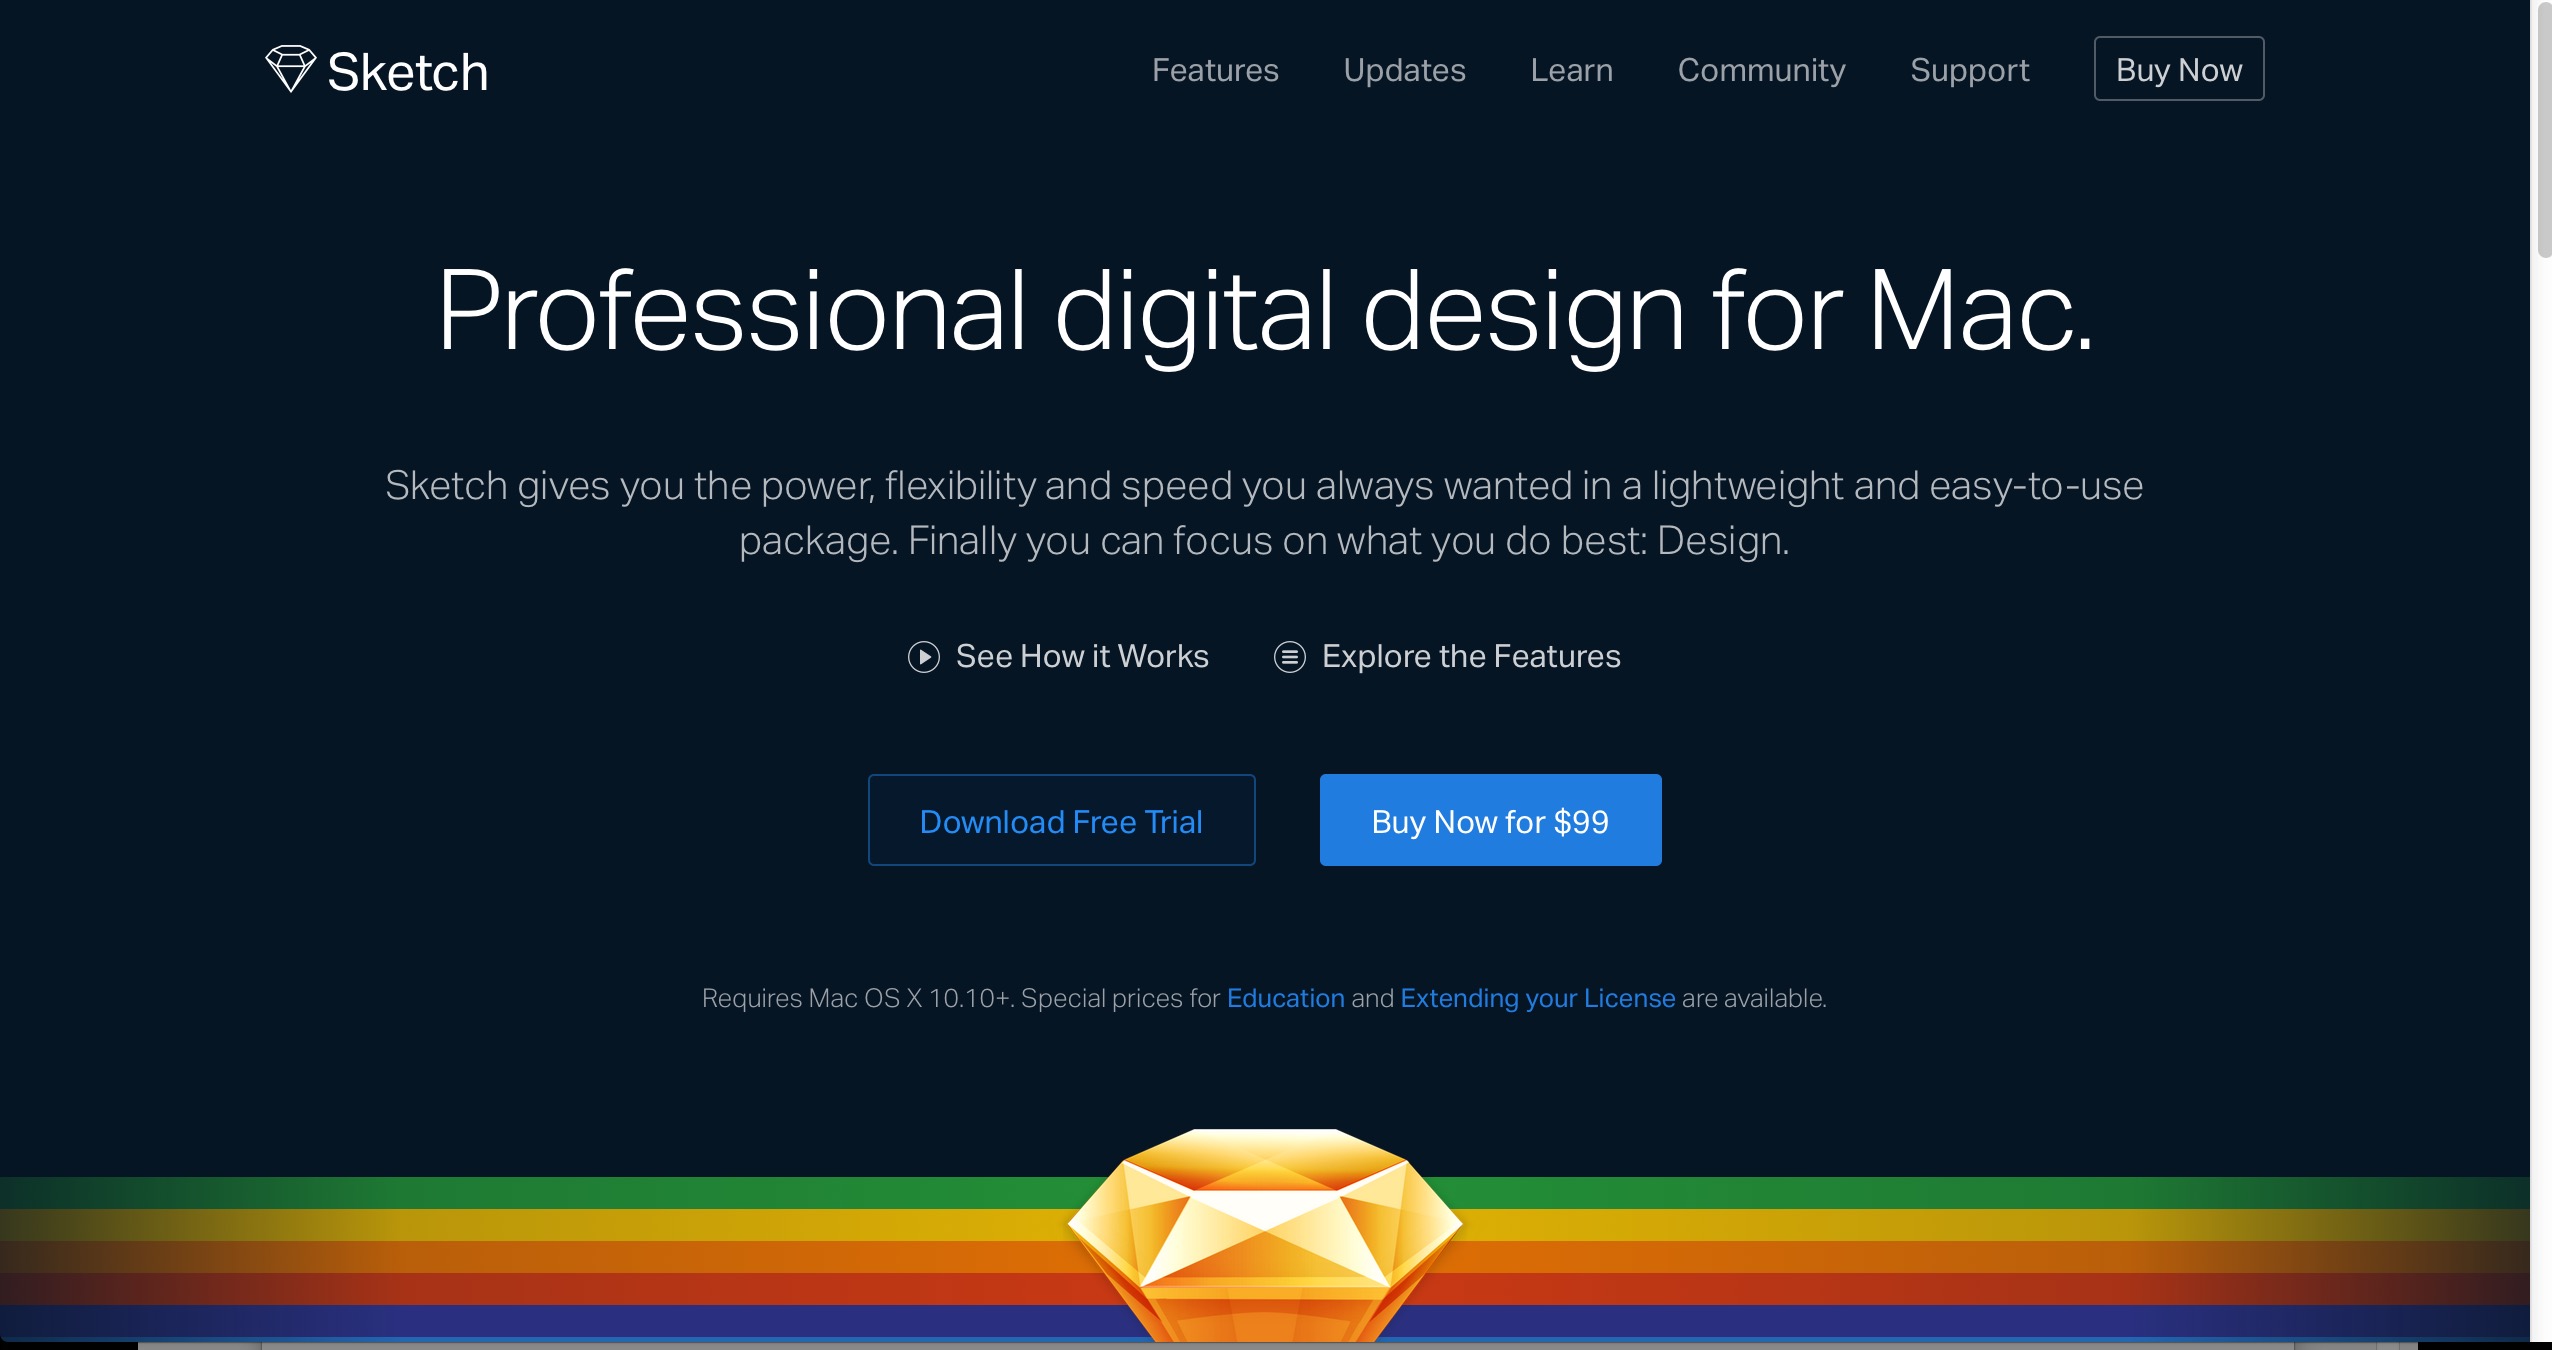 Sketch
Features
Updates
Learn
Community
Support
Buy Now
Professional digital design for Mac.
Sketch gives you the power, flexibility and speed you always wanted in a lightweight and easy-to-use
package. Finally you can focus on what you do best: Design.
See How it Works
Explore the Features
Download Free Trial
Buy Now for $99
Requires Mac OS X 10.10+. Special prices for Education and Extending your License are available.